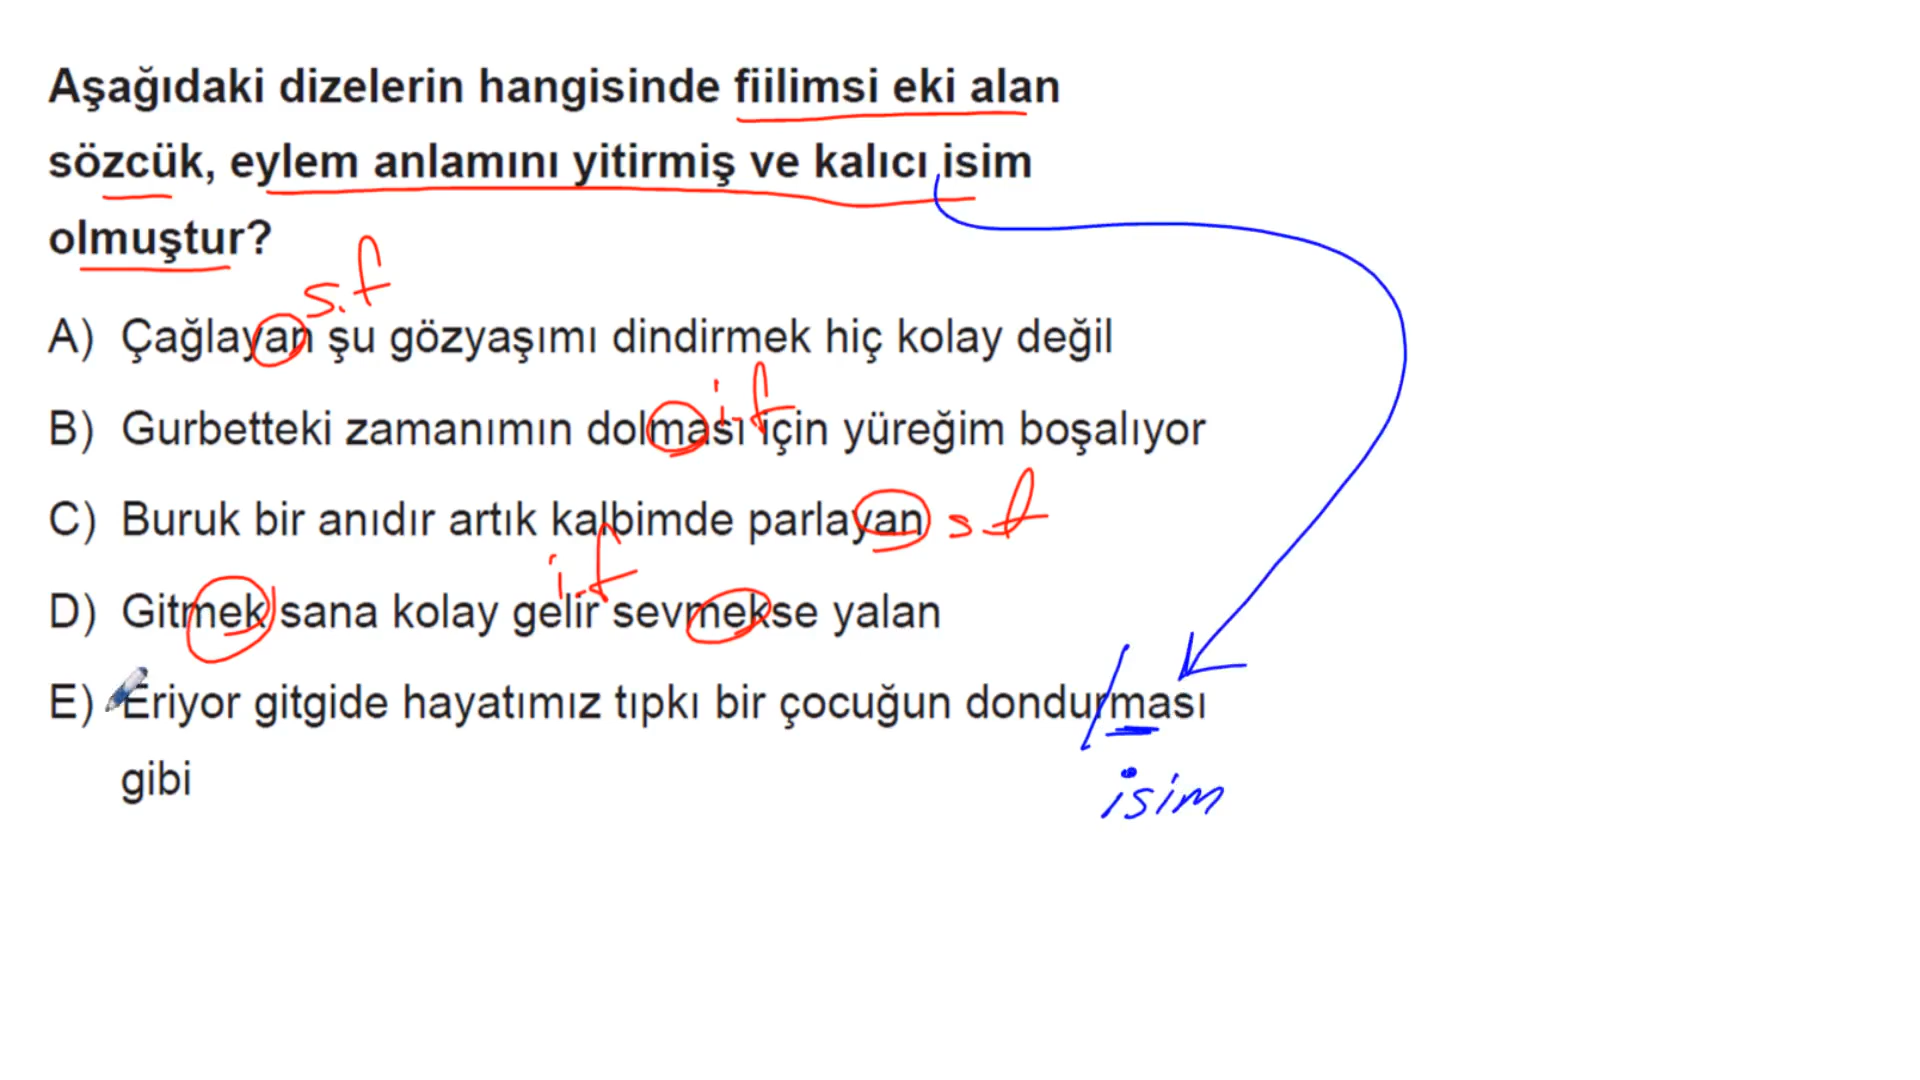 Aşağıdaki dizelerin hangisinde fiilimsi eki alan
sözcük, eylem anlamını yitirmiş ve kalıcı isim
olmuştur?
s.f
A) Çağlayan şu gözyaşımı dindirmek hiç kolay değil
i.f
B) Gurbetteki zamanımın dolması için yüreğim boşalıyor
C) Buruk bir anıdır artık kalbimde parlayan s.f
i.f
D) Gitmek sana kolay gelir sevmekse yalan
E) Eriyor gitgide hayatımız tıpkı bir çocuğun dondurması
gibi
isim